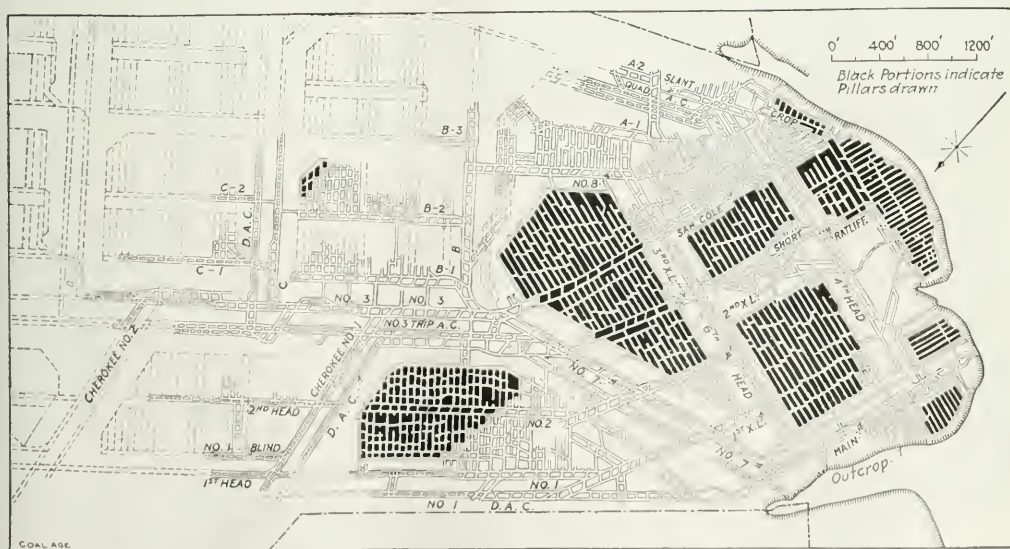 0' 400' 800' 1200'
Black Portions indicate
Pillars drawn
A-2
SLANT
QUAD
A.C.
A-1
CROP
B-3
NO. 8-
C-2
B-2
SAM COLE
SHORT
RATLIFF
D.A.C.
B
3RD X.L.
C-1
B-1
2ND X.L.
4TH HEAD
C
NO. 3
NO. 3
NO. 3 TRIP A.C.
6TH
HEAD
CHEROKEE NO. 2
CHEROKEE NO. 1
NO. 7
2ND HEAD
D.A.C.
NO. 2
1ST X.L.
NO. 1 BLIND
NO. 7
MAIN
1ST HEAD
Outcrop
NO. 1
NO. 1 D.A.C.
COAL AGE